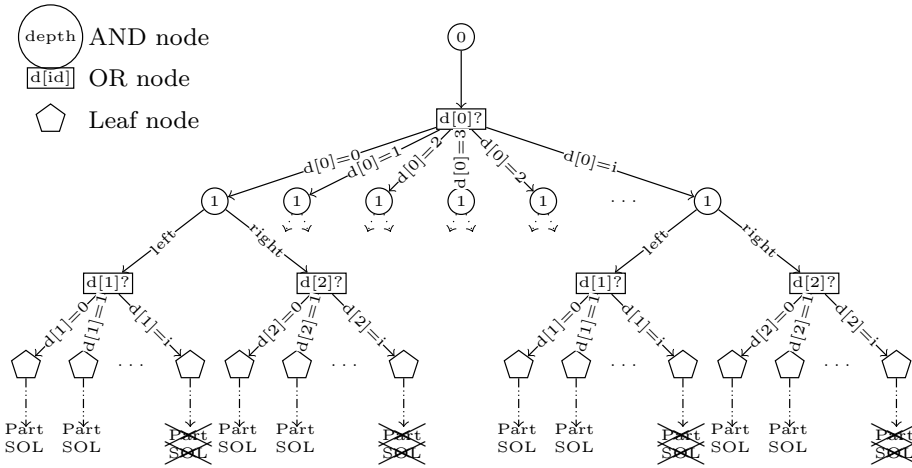 depth AND node
d[id] OR node
Leaf node
0
d[0]?
d[0]=0 d[0]=1 d[0]=2 d[0]=3 d[0]=2 d[0]=i
1 1 1 1 1 · · · 1
left right left right
d[1]? d[2]? d[1]? d[2]?
d[1]=0 d[1]=1 d[1]=i d[2]=0 d[2]=1 d[2]=i d[1]=0 d[1]=1 d[1]=i d[2]=0 d[2]=1 d[2]=i
· · · · · · · · · · · ·
Part Part Part Part Part Part Part Part Part Part Part Part
SOL SOL SOL SOL SOL SOL SOL SOL SOL SOL SOL SOL